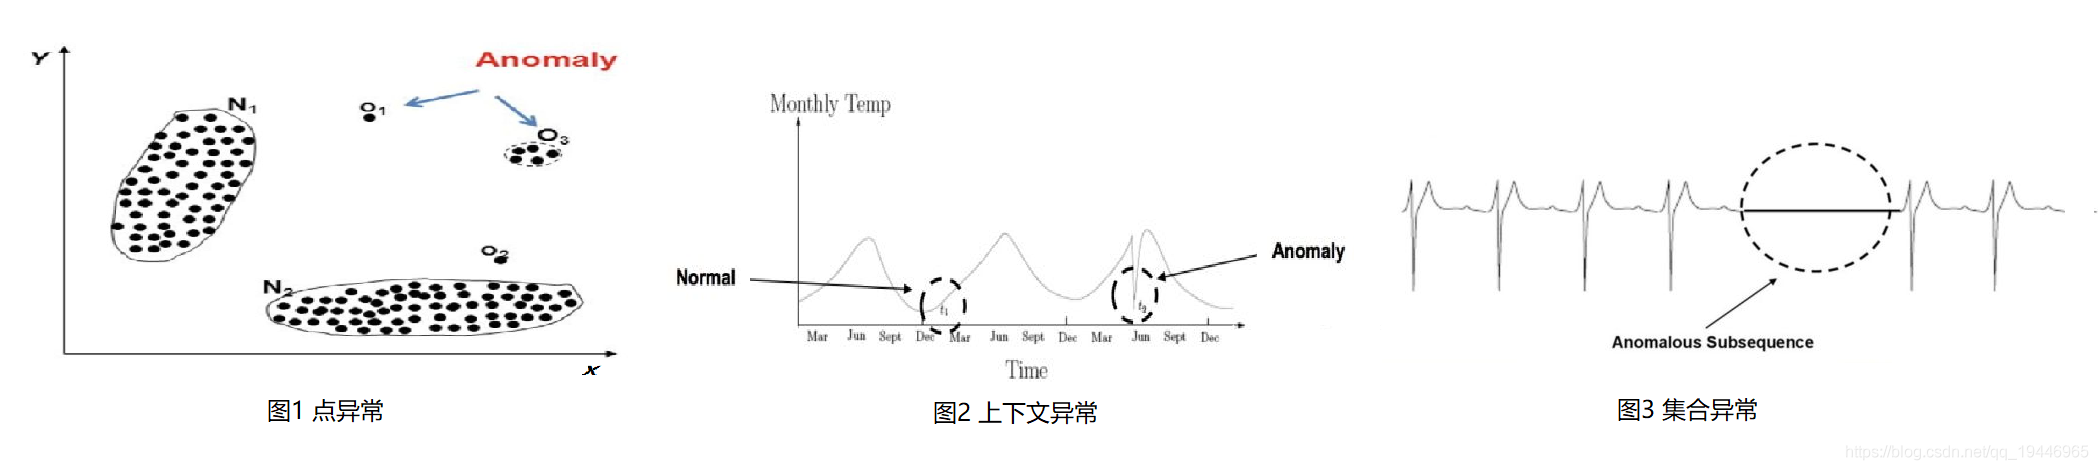 Y
Anomaly
N1
O1
O3
O2
N2
x
图1 点异常
Monthly Temp
Normal
Anomaly
t1
t2
Mar Jun Sept Dec Mar Jun Sept Dec Mar Jun Sept Dec
Time
图2 上下文异常
Anomalous Subsequence
图3 集合异常
https://blog.csdn.net/qq_19446965